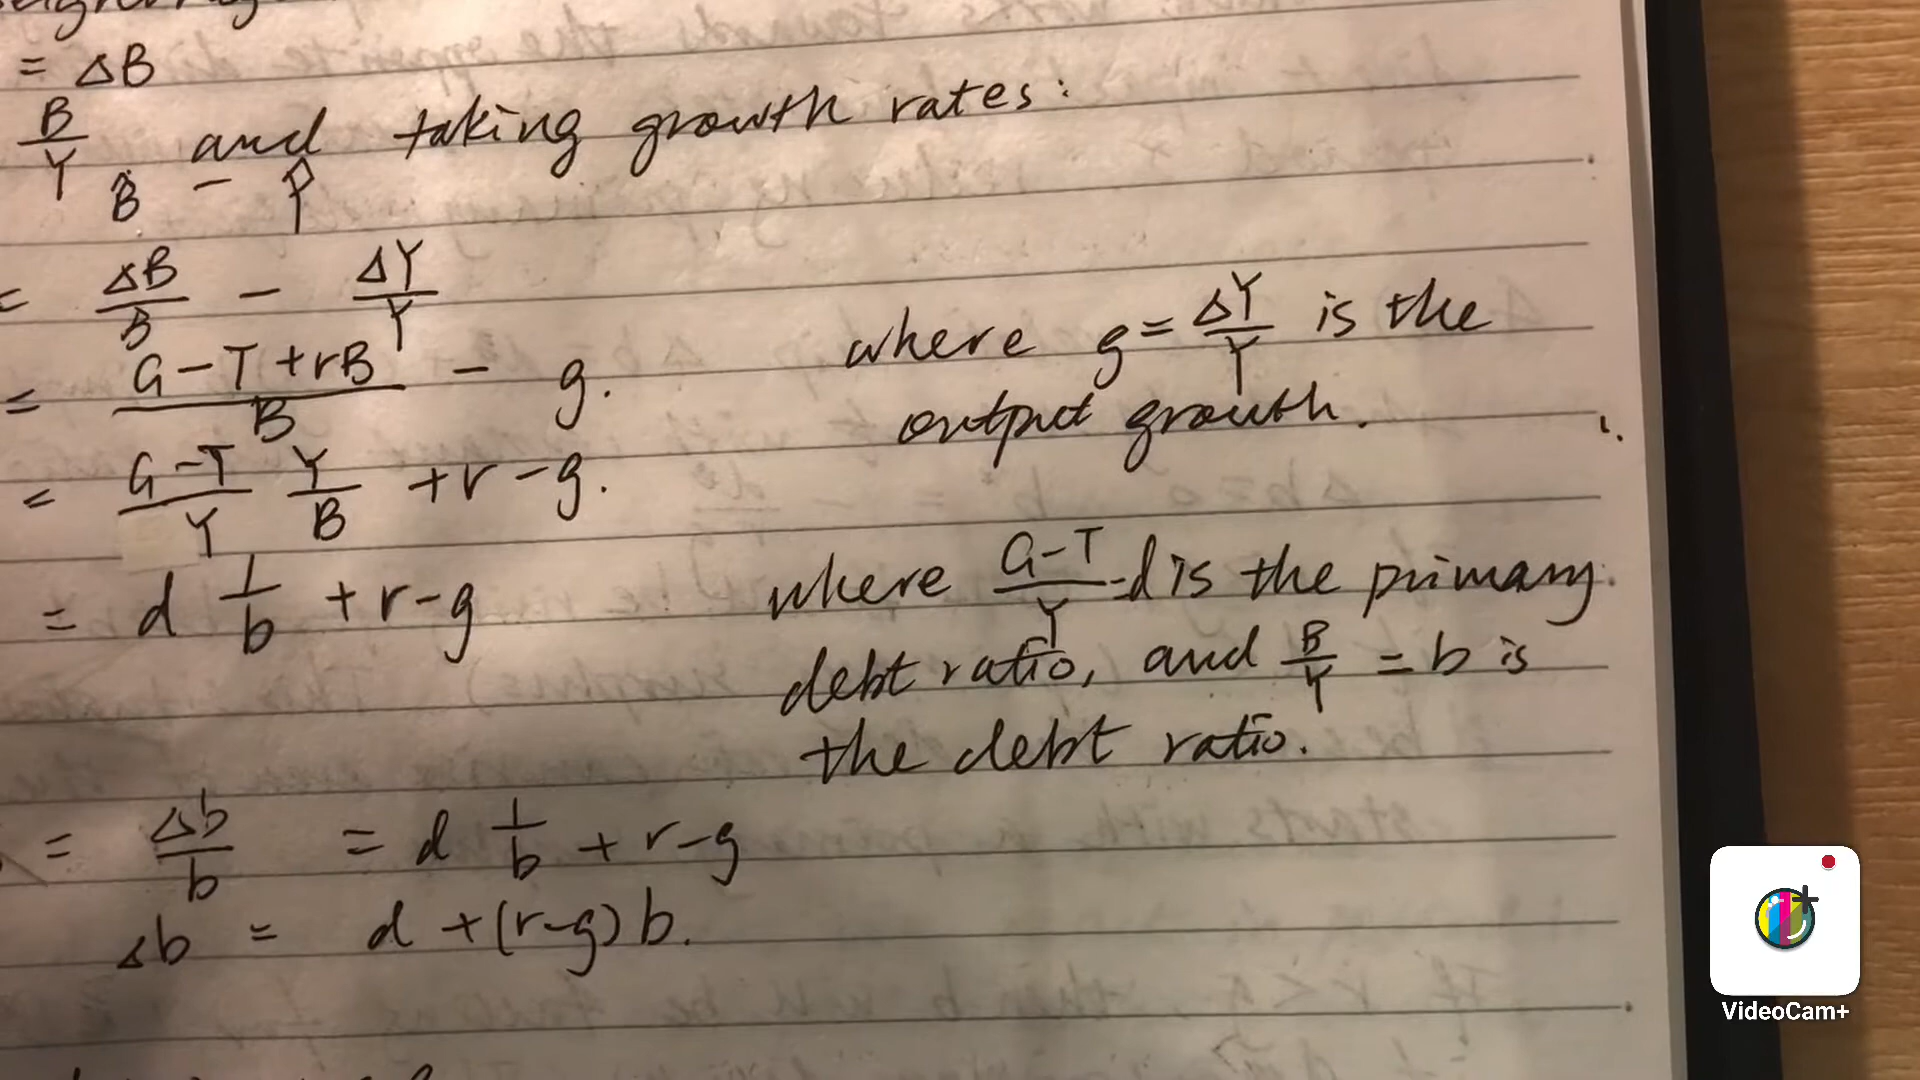 = ΔB
B/Y and taking growth rates:
B̂ - Ŷ
= ΔB/B - ΔY/Y
where g = ΔY/Y is the
= (G-T+rB)/B - g.
output growth.
= (G-T)/Y Y/B + r-g.
where (G-T)/Y = d is the primary
= d 1/b + r-g
debt ratio, and B/Y = b is
the debt ratio.
= Δb/b = d 1/b + r-g
Δb = d + (r-g) b.
VideoCam+